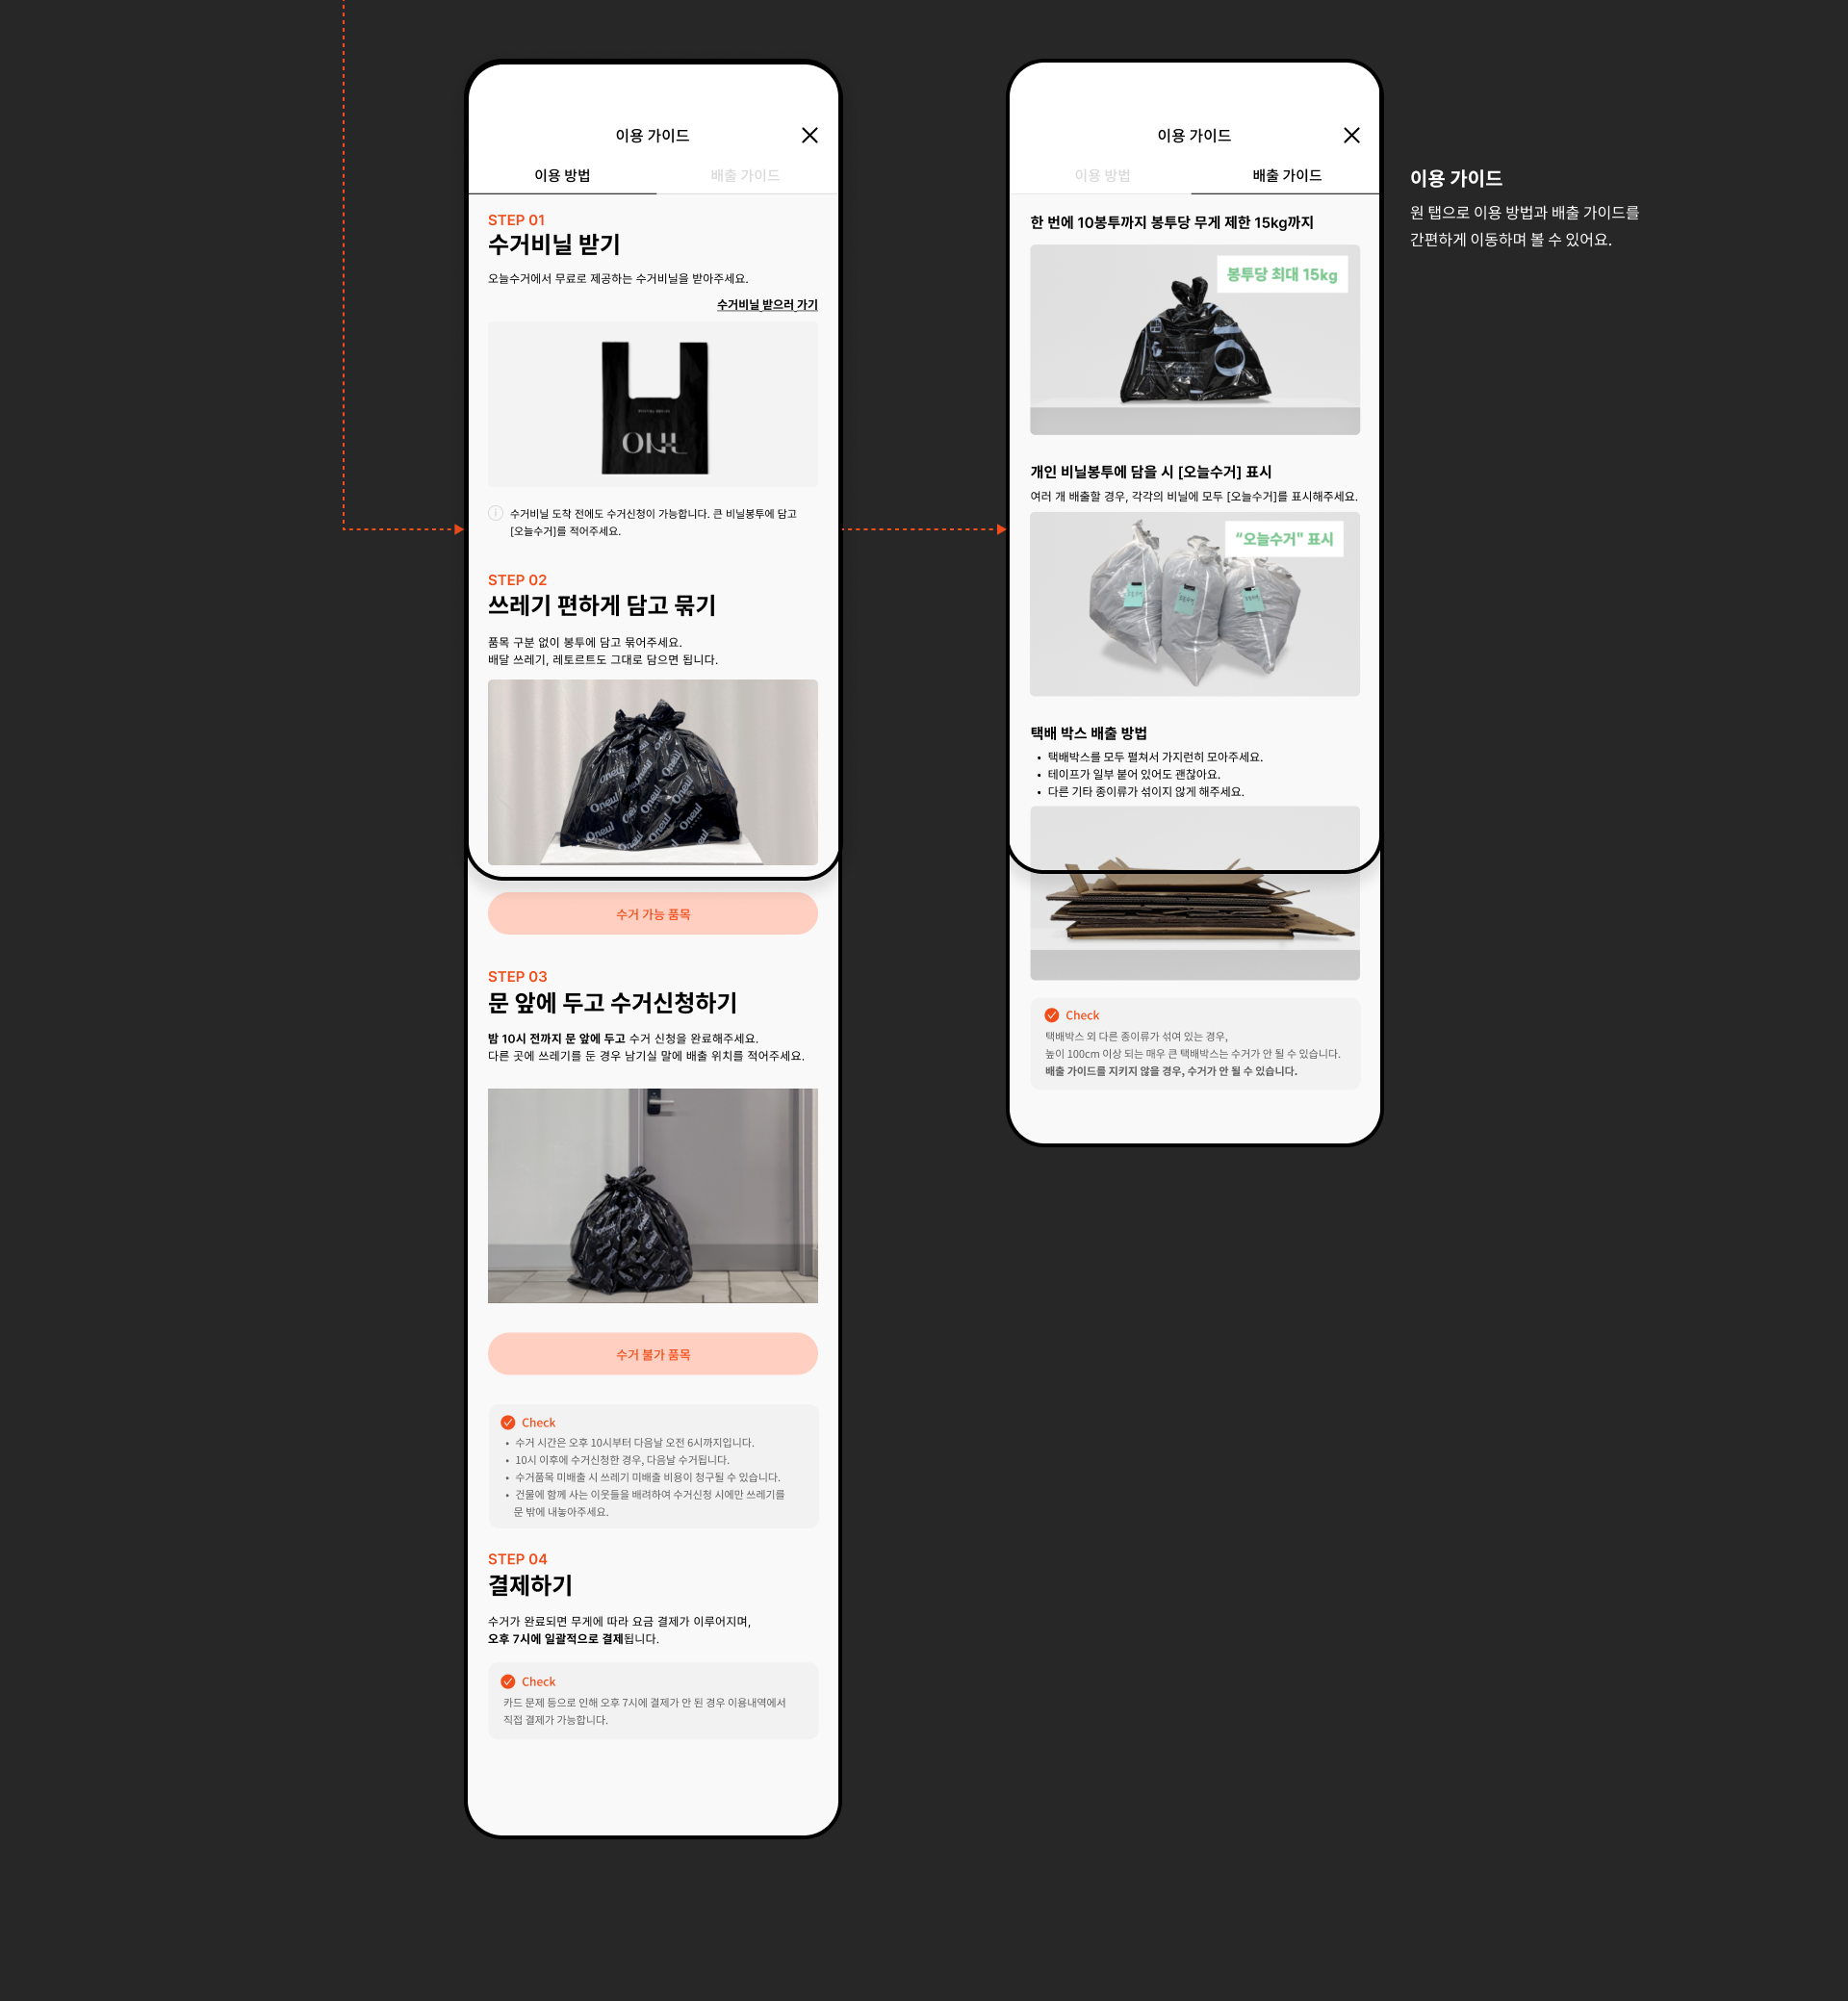 이용 가이드
이용 방법
배출 가이드
STEP 01
수거비닐 받기
오늘수거에서 무료로 제공하는 수거비닐을 받아주세요.
수거비닐 받으러 가기
수거비닐 도착 전에도 수거신청이 가능합니다. 큰 비닐봉투에 담고
[오늘수거]를 적어주세요.
STEP 02
쓰레기 편하게 담고 묶기
품목 구분 없이 봉투에 담고 묶어주세요.
배달 쓰레기, 레토르트도 그대로 담으면 됩니다.
Oneul
Oneul
Oneul
Oneul
Oneul
수거 가능 품목
STEP 03
문 앞에 두고 수거신청하기
밤 10시 전까지 문 앞에 두고 수거 신청을 완료해주세요.
다른 곳에 쓰레기를 둔 경우 남기실 말에 배출 위치를 적어주세요.
수거 불가 품목
Check
• 수거 시간은 오후 10시부터 다음날 오전 6시까지입니다.
• 10시 이후에 수거신청한 경우, 다음날 수거됩니다.
• 수거품목 미배출 시 쓰레기 미배출 비용이 청구될 수 있습니다.
• 건물에 함께 사는 이웃들을 배려하여 수거신청 시에만 쓰레기를
문 밖에 내놓아주세요.
STEP 04
결제하기
수거가 완료되면 무게에 따라 요금 결제가 이루어지며,
오후 7시에 일괄적으로 결제됩니다.
Check
카드 문제 등으로 인해 오후 7시에 결제가 안 된 경우 이용내역에서
직접 결제가 가능합니다.
이용 가이드
이용 방법
배출 가이드
한 번에 10봉투까지 봉투당 무게 제한 15kg까지
봉투당 최대 15kg
개인 비닐봉투에 담을 시 [오늘수거] 표시
여러 개 배출할 경우, 각각의 비닐에 모두 [오늘수거]를 표시해주세요.
“오늘수거" 표시
오늘수거
오늘수거
오늘수거
택배 박스 배출 방법
• 택배박스를 모두 펼쳐서 가지런히 모아주세요.
• 테이프가 일부 붙어 있어도 괜찮아요.
• 다른 기타 종이류가 섞이지 않게 해주세요.
Check
택배박스 외 다른 종이류가 섞여 있는 경우,
높이 100cm 이상 되는 매우 큰 택배박스는 수거가 안 될 수 있습니다.
배출 가이드를 지키지 않을 경우, 수거가 안 될 수 있습니다.
이용 가이드
원 탭으로 이용 방법과 배출 가이드를
간편하게 이동하며 볼 수 있어요.